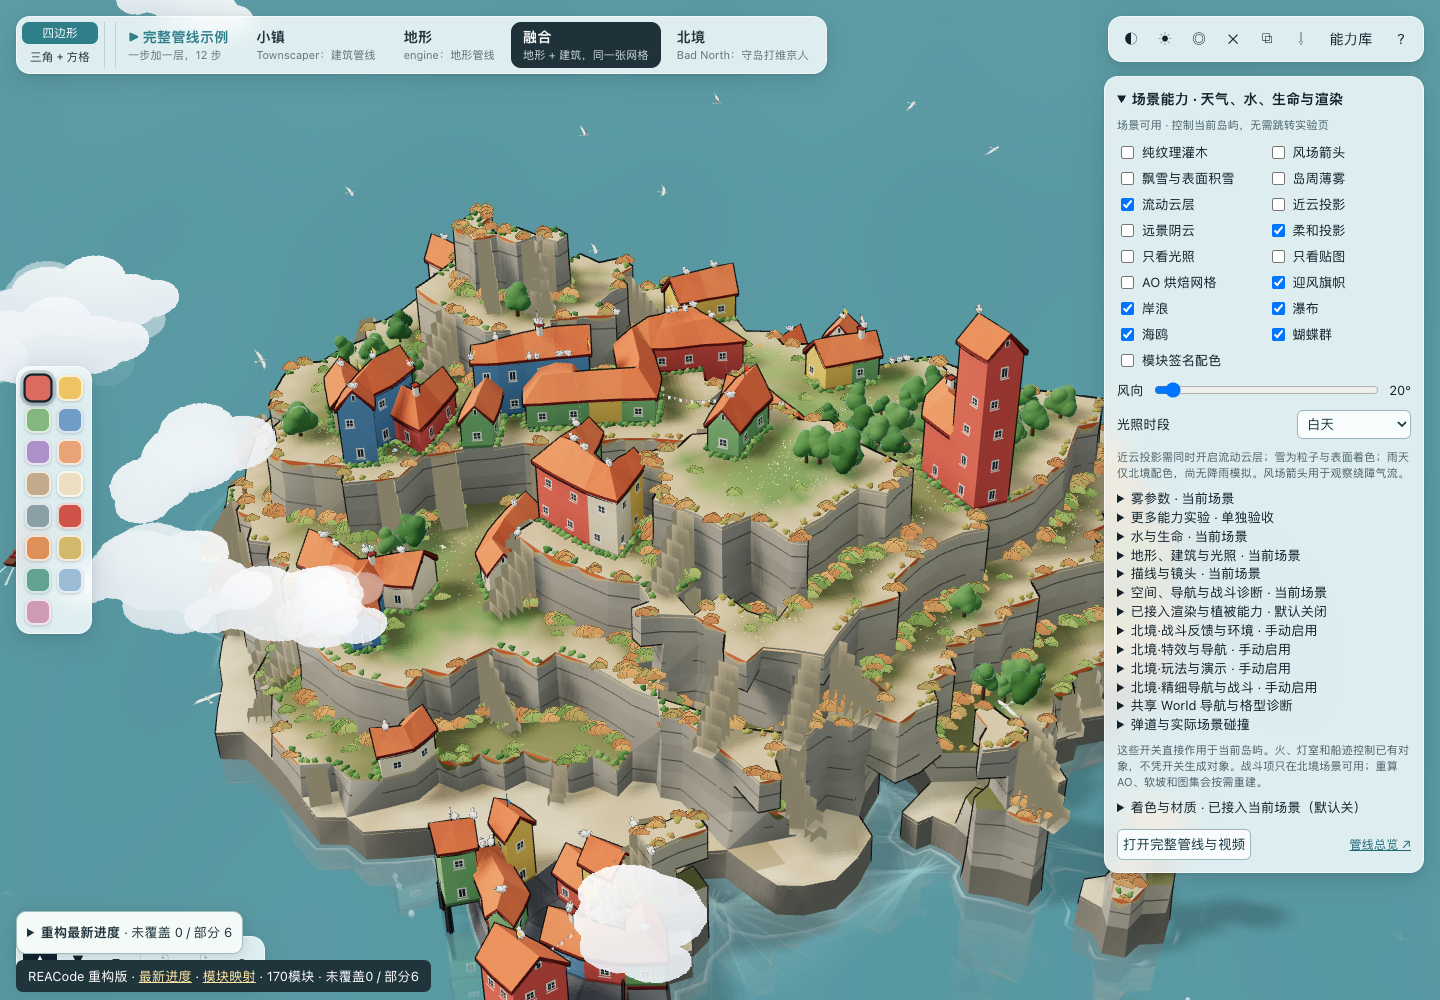 四边形
三角 + 方格
▶ 完整管线示例
一步加一层，12 步
小镇
Townscaper：建筑管线
地形
engine：地形管线
融合
地形 + 建筑，同一张网格
北境
Bad North：守岛打维京人
能力库
?
▼ 场景能力 · 天气、水、生命与渲染
场景可用 · 控制当前岛屿，无需跳转实验页
纯纹理灌木
风场箭头
飘雪与表面积雪
岛周薄雾
流动云层
近云投影
远景阴云
柔和投影
只看光照
只看贴图
AO 烘焙网格
迎风旗帜
岸浪
瀑布
海鸥
蝴蝶群
模块签名配色
风向
20°
光照时段
白天
近云投影需同时开启流动云层；雪为粒子与表面着色；雨天
仅北境配色，尚无降雨模拟。风场箭头用于观察绕障气流。
▶ 雾参数 · 当前场景
▶ 更多能力实验 · 单独验收
▶ 水与生命 · 当前场景
▶ 地形、建筑与光照 · 当前场景
▶ 描线与镜头 · 当前场景
▶ 空间、导航与战斗诊断 · 当前场景
▶ 已接入渲染与植被能力 · 默认关闭
▶ 北境·战斗反馈与环境 · 手动启用
▶ 北境·特效与导航 · 手动启用
▶ 北境·玩法与演示 · 手动启用
▶ 北境·精细导航与战斗 · 手动启用
▶ 共享 World 导航与格型诊断
▶ 弹道与实际场景碰撞
这些开关直接作用于当前岛屿。火、灯室和船迹控制已有对
象，不凭开关生成对象。战斗项只在北境场景可用；重算
AO、软坡和图集会按需重建。
▶ 着色与材质 · 已接入当前场景（默认关）
打开完整管线与视频
管线总览 ↗
▶ 重构最新进度 · 未覆盖 0 / 部分 6
REACode 重构版 · 最新进度 · 模块映射 · 170模块 · 未覆盖0 / 部分6